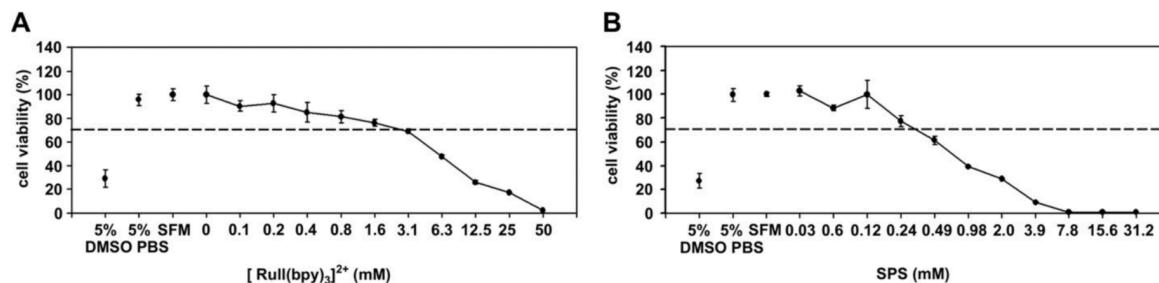 A
cell viability (%)
140
120
100
80
60
40
20
0
5% 5% SFM 0 0.1 0.2 0.4 0.8 1.6 3.1 6.3 12.5 25 50
DMSO PBS
[ RuII(bpy)3]2+ (mM)
B
cell viability (%)
140
120
100
80
60
40
20
0
5% 5% SFM 0.03 0.6 0.12 0.24 0.49 0.98 2.0 3.9 7.8 15.6 31.2
DMSO PBS
SPS (mM)